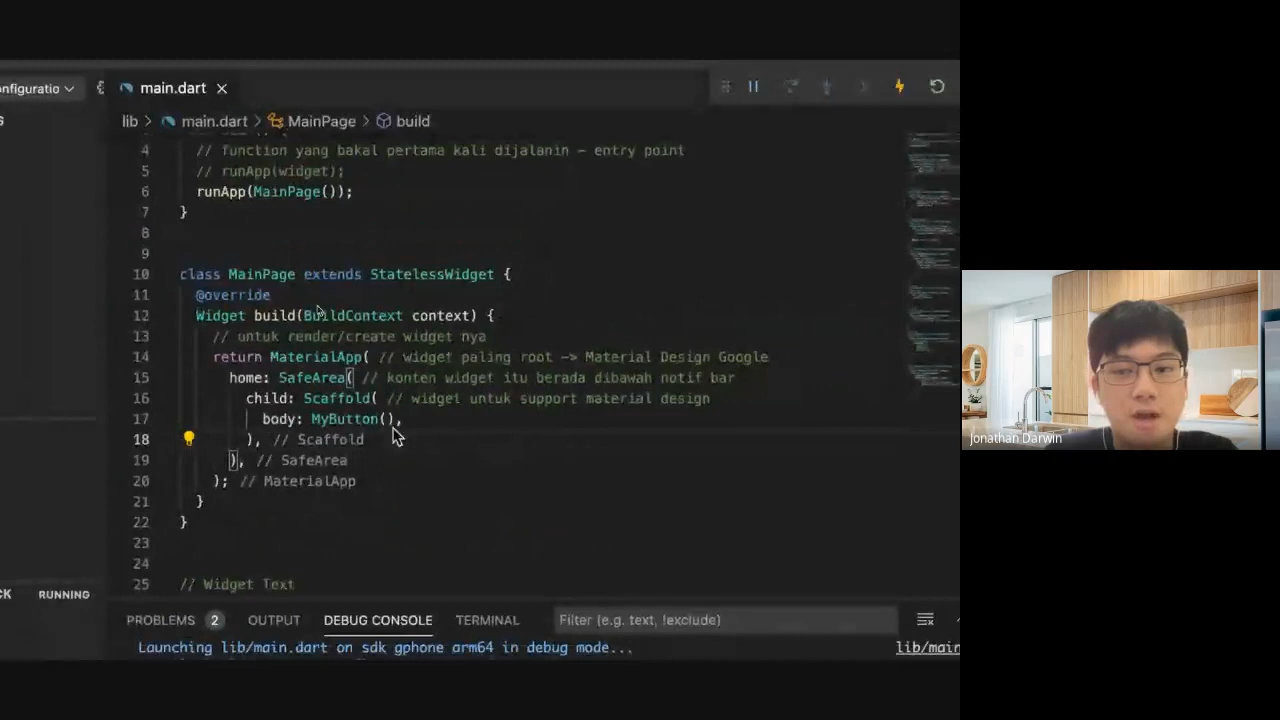 onfiguratio
main.dart
lib > main.dart > MainPage > build
4 // function yang bakal pertama kali dijalanin - entry point
5 // runApp(widget);
6 runApp(MainPage());
7 }
8
9
10 class MainPage extends StatelessWidget {
11 @override
12 Widget build(BuildContext context) {
13 // untuk render/create widget nya
14 return MaterialApp( // widget paling root -> Material Design Google
15 home: SafeArea( // konten widget itu berada dibawah notif bar
16 child: Scaffold( // widget untuk support material design
17 body: MyButton(),
18 ), // Scaffold
19 ), // SafeArea
20 ); // MaterialApp
21 }
22 }
23
24
25 // Widget Text
CK RUNNING
PROBLEMS 2 OUTPUT DEBUG CONSOLE TERMINAL Filter (e.g. text, !exclude)
Launching lib/main.dart on sdk gphone arm64 in debug mode... lib/main
Jonathan Darwin